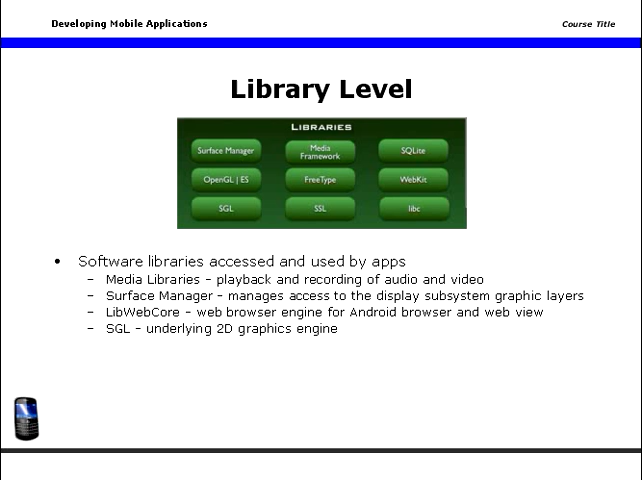 Developing Mobile Applications
Course Title
Library Level
LIBRARIES
Surface Manager
Media Framework
SQLite
OpenGL | ES
FreeType
WebKit
SGL
SSL
libc
• Software libraries accessed and used by apps
– Media Libraries – playback and recording of audio and video
– Surface Manager – manages access to the display subsystem graphic layers
– LibWebCore – web browser engine for Android browser and web view
– SGL – underlying 2D graphics engine